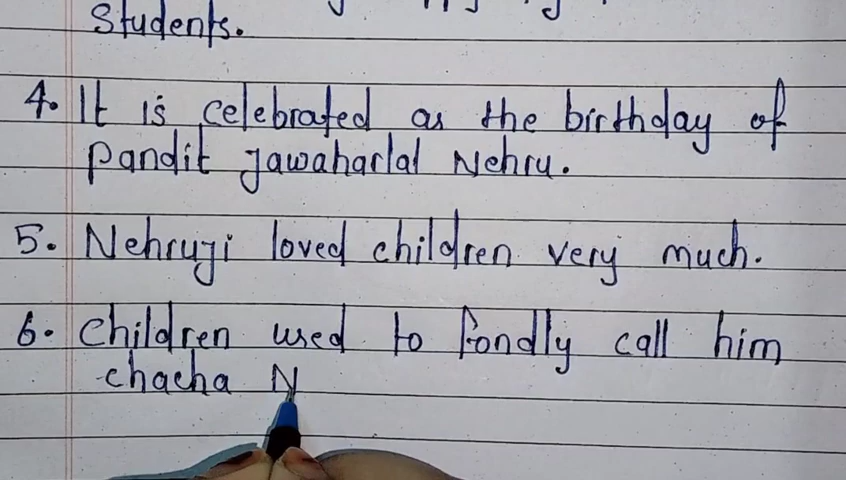 students.
4. It is celebrated as the birthday of
Pandit Jawaharlal Nehru.
5. Nehruji loved children very much.
6. Children used to fondly call him
chacha N